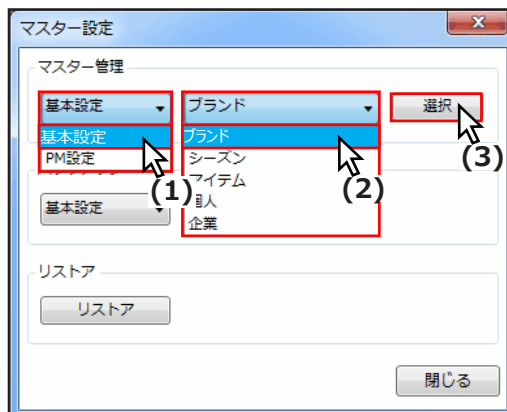 マスター設定
マスター管理
基本設定 ブランド 選択
基本設定 ブランド
PM設定 シーズン
アイテム
個人
企業
(1) (2) (3)
基本設定
リストア
リストア
閉じる